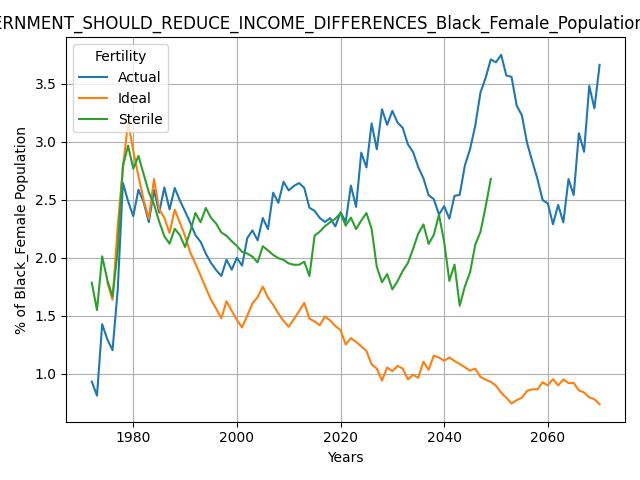 ERNMENT_SHOULD_REDUCE_INCOME_DIFFERENCES_Black_Female_Population
Fertility
Actual
Ideal
Sterile
% of Black_Female Population
3.5
3.0
2.5
2.0
1.5
1.0
1980
2000
2020
2040
2060
Years